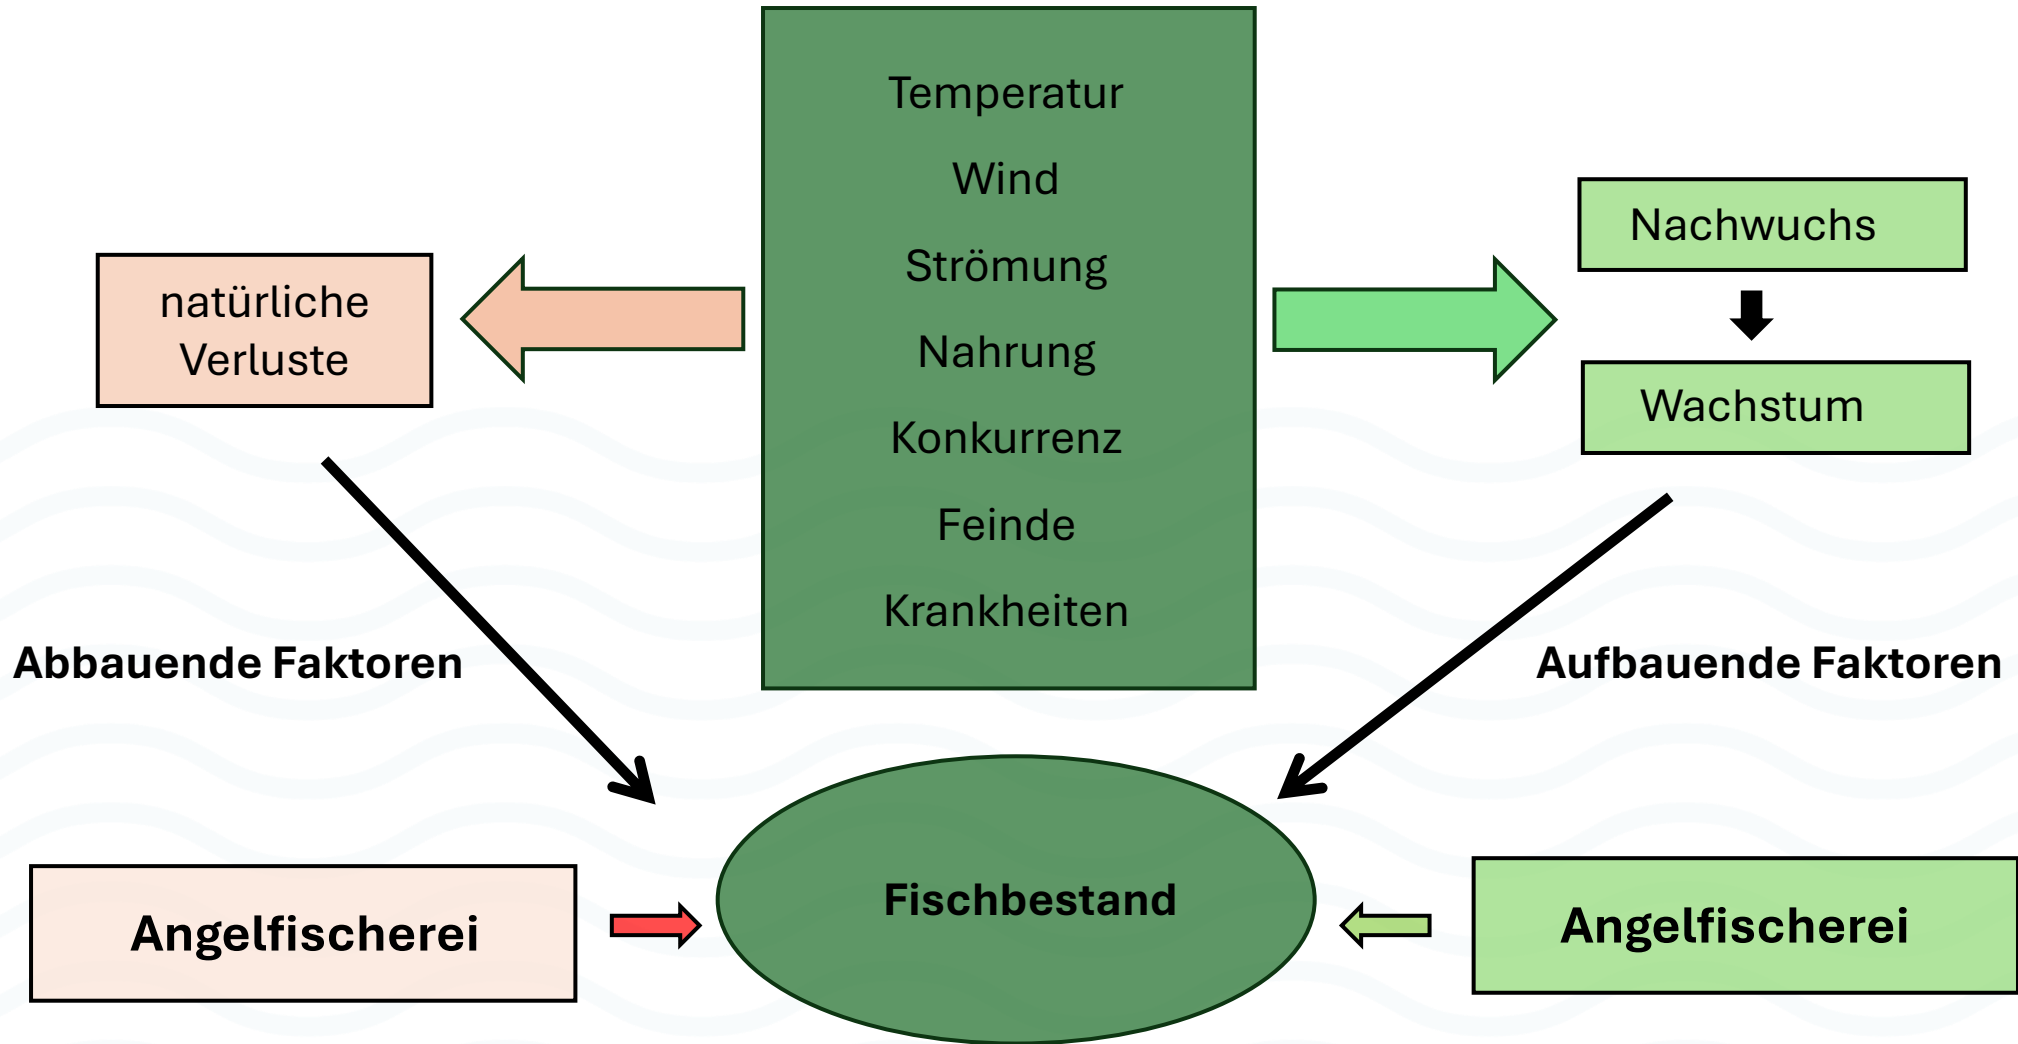 Temperatur
Wind
Strömung
Nahrung
Konkurrenz
Feinde
Krankheiten
natürliche
Verluste
Nachwuchs
Wachstum
Abbauende Faktoren
Aufbauende Faktoren
Angelfischerei
Fischbestand
Angelfischerei